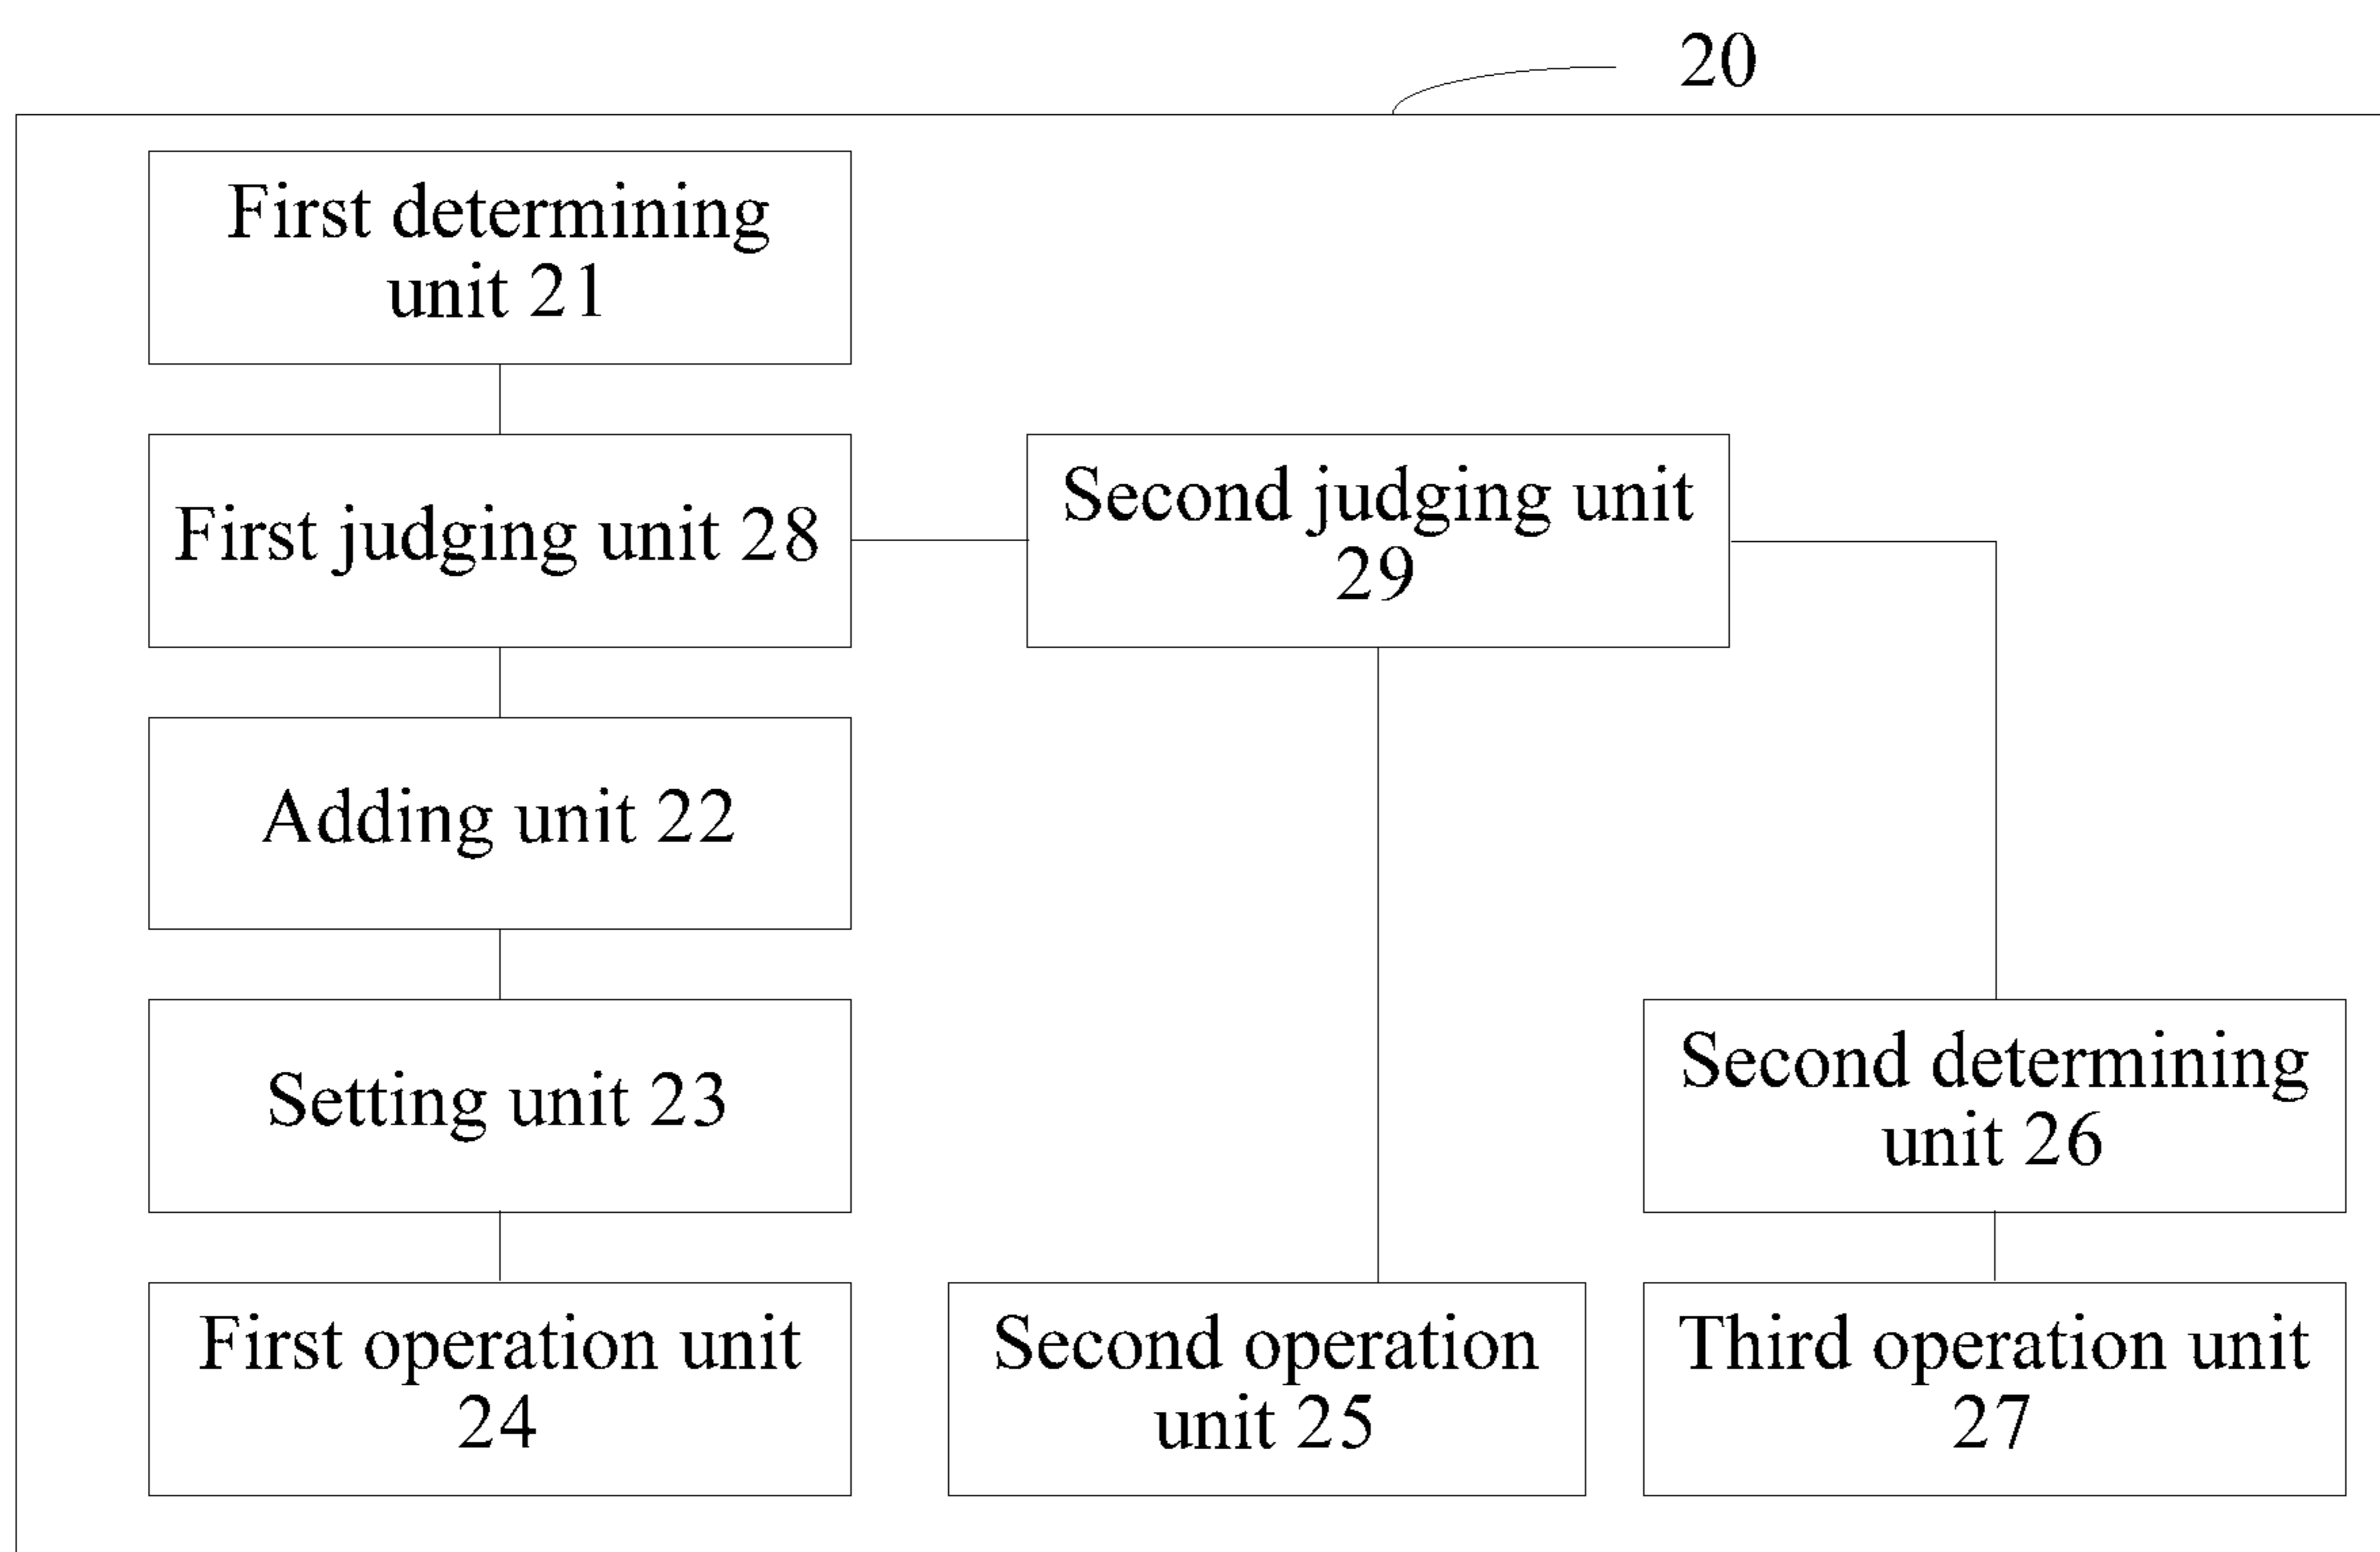 20
First determining
unit 21
First judging unit 28
Second judging unit
29
Adding unit 22
Setting unit 23
Second determining
unit 26
First operation unit
24
Second operation
unit 25
Third operation unit
27